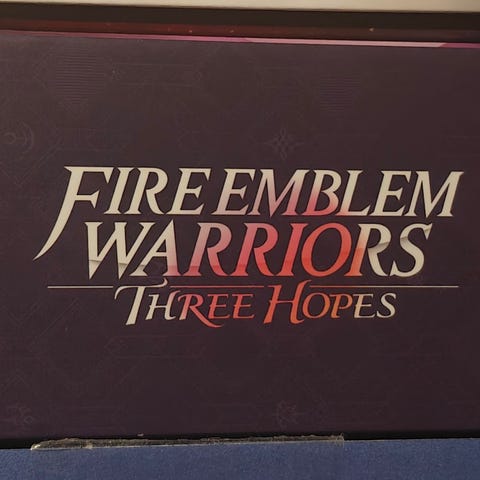 FIRE EMBLEM
WARRIORS
THREE HOPES